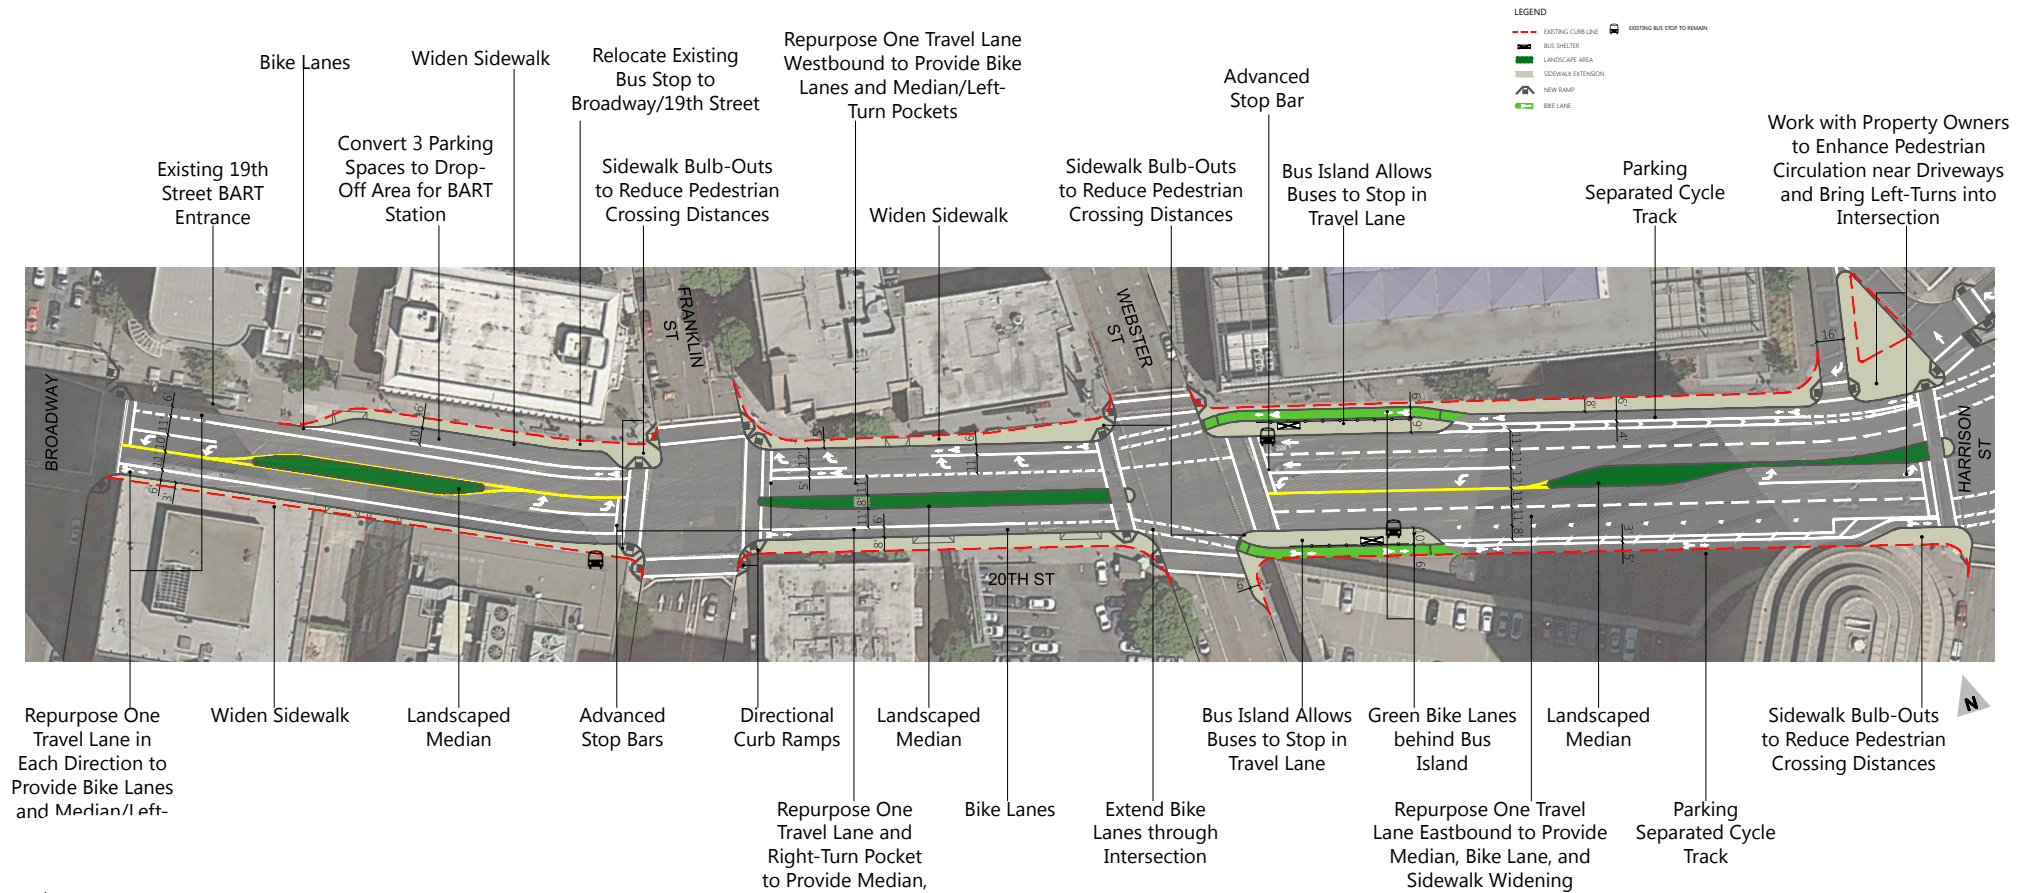 LEGEND
EXISTING CURB LINE
EXISTING BUS STOP TO REMAIN
BUS SHELTER
LANDSCAPE AREA
SIDEWALK EXTENSION
NEW RAMP
BIKE LANE
Bike Lanes
Widen Sidewalk
Relocate Existing
Bus Stop to
Broadway/19th Street
Repurpose One Travel Lane
Westbound to Provide Bike
Lanes and Median/Left-
Turn Pockets
Advanced
Stop Bar
Existing 19th
Street BART
Entrance
Convert 3 Parking
Spaces to Drop-
Off Area for BART
Station
Sidewalk Bulb-Outs
to Reduce Pedestrian
Crossing Distances
Widen Sidewalk
Sidewalk Bulb-Outs
to Reduce Pedestrian
Crossing Distances
Bus Island Allows
Buses to Stop in
Travel Lane
Parking
Separated Cycle
Track
Work with Property Owners
to Enhance Pedestrian
Circulation near Driveways
and Bring Left-Turns into
Intersection
BROADWAY
FRANKLIN
ST
WEBSTER
ST
HARRISON
ST
20TH ST
16'
N
Repurpose One
Travel Lane in
Each Direction to
Provide Bike Lanes
and Median/Left-
Widen Sidewalk
Landscaped
Median
Advanced
Stop Bars
Directional
Curb Ramps
Landscaped
Median
Bus Island Allows
Buses to Stop in
Travel Lane
Green Bike Lanes
behind Bus
Island
Landscaped
Median
Sidewalk Bulb-Outs
to Reduce Pedestrian
Crossing Distances
Repurpose One
Travel Lane and
Right-Turn Pocket
to Provide Median,
Bike Lanes
Extend Bike
Lanes through
Intersection
Repurpose One Travel
Lane Eastbound to Provide
Median, Bike Lane, and
Sidewalk Widening
Parking
Separated Cycle
Track